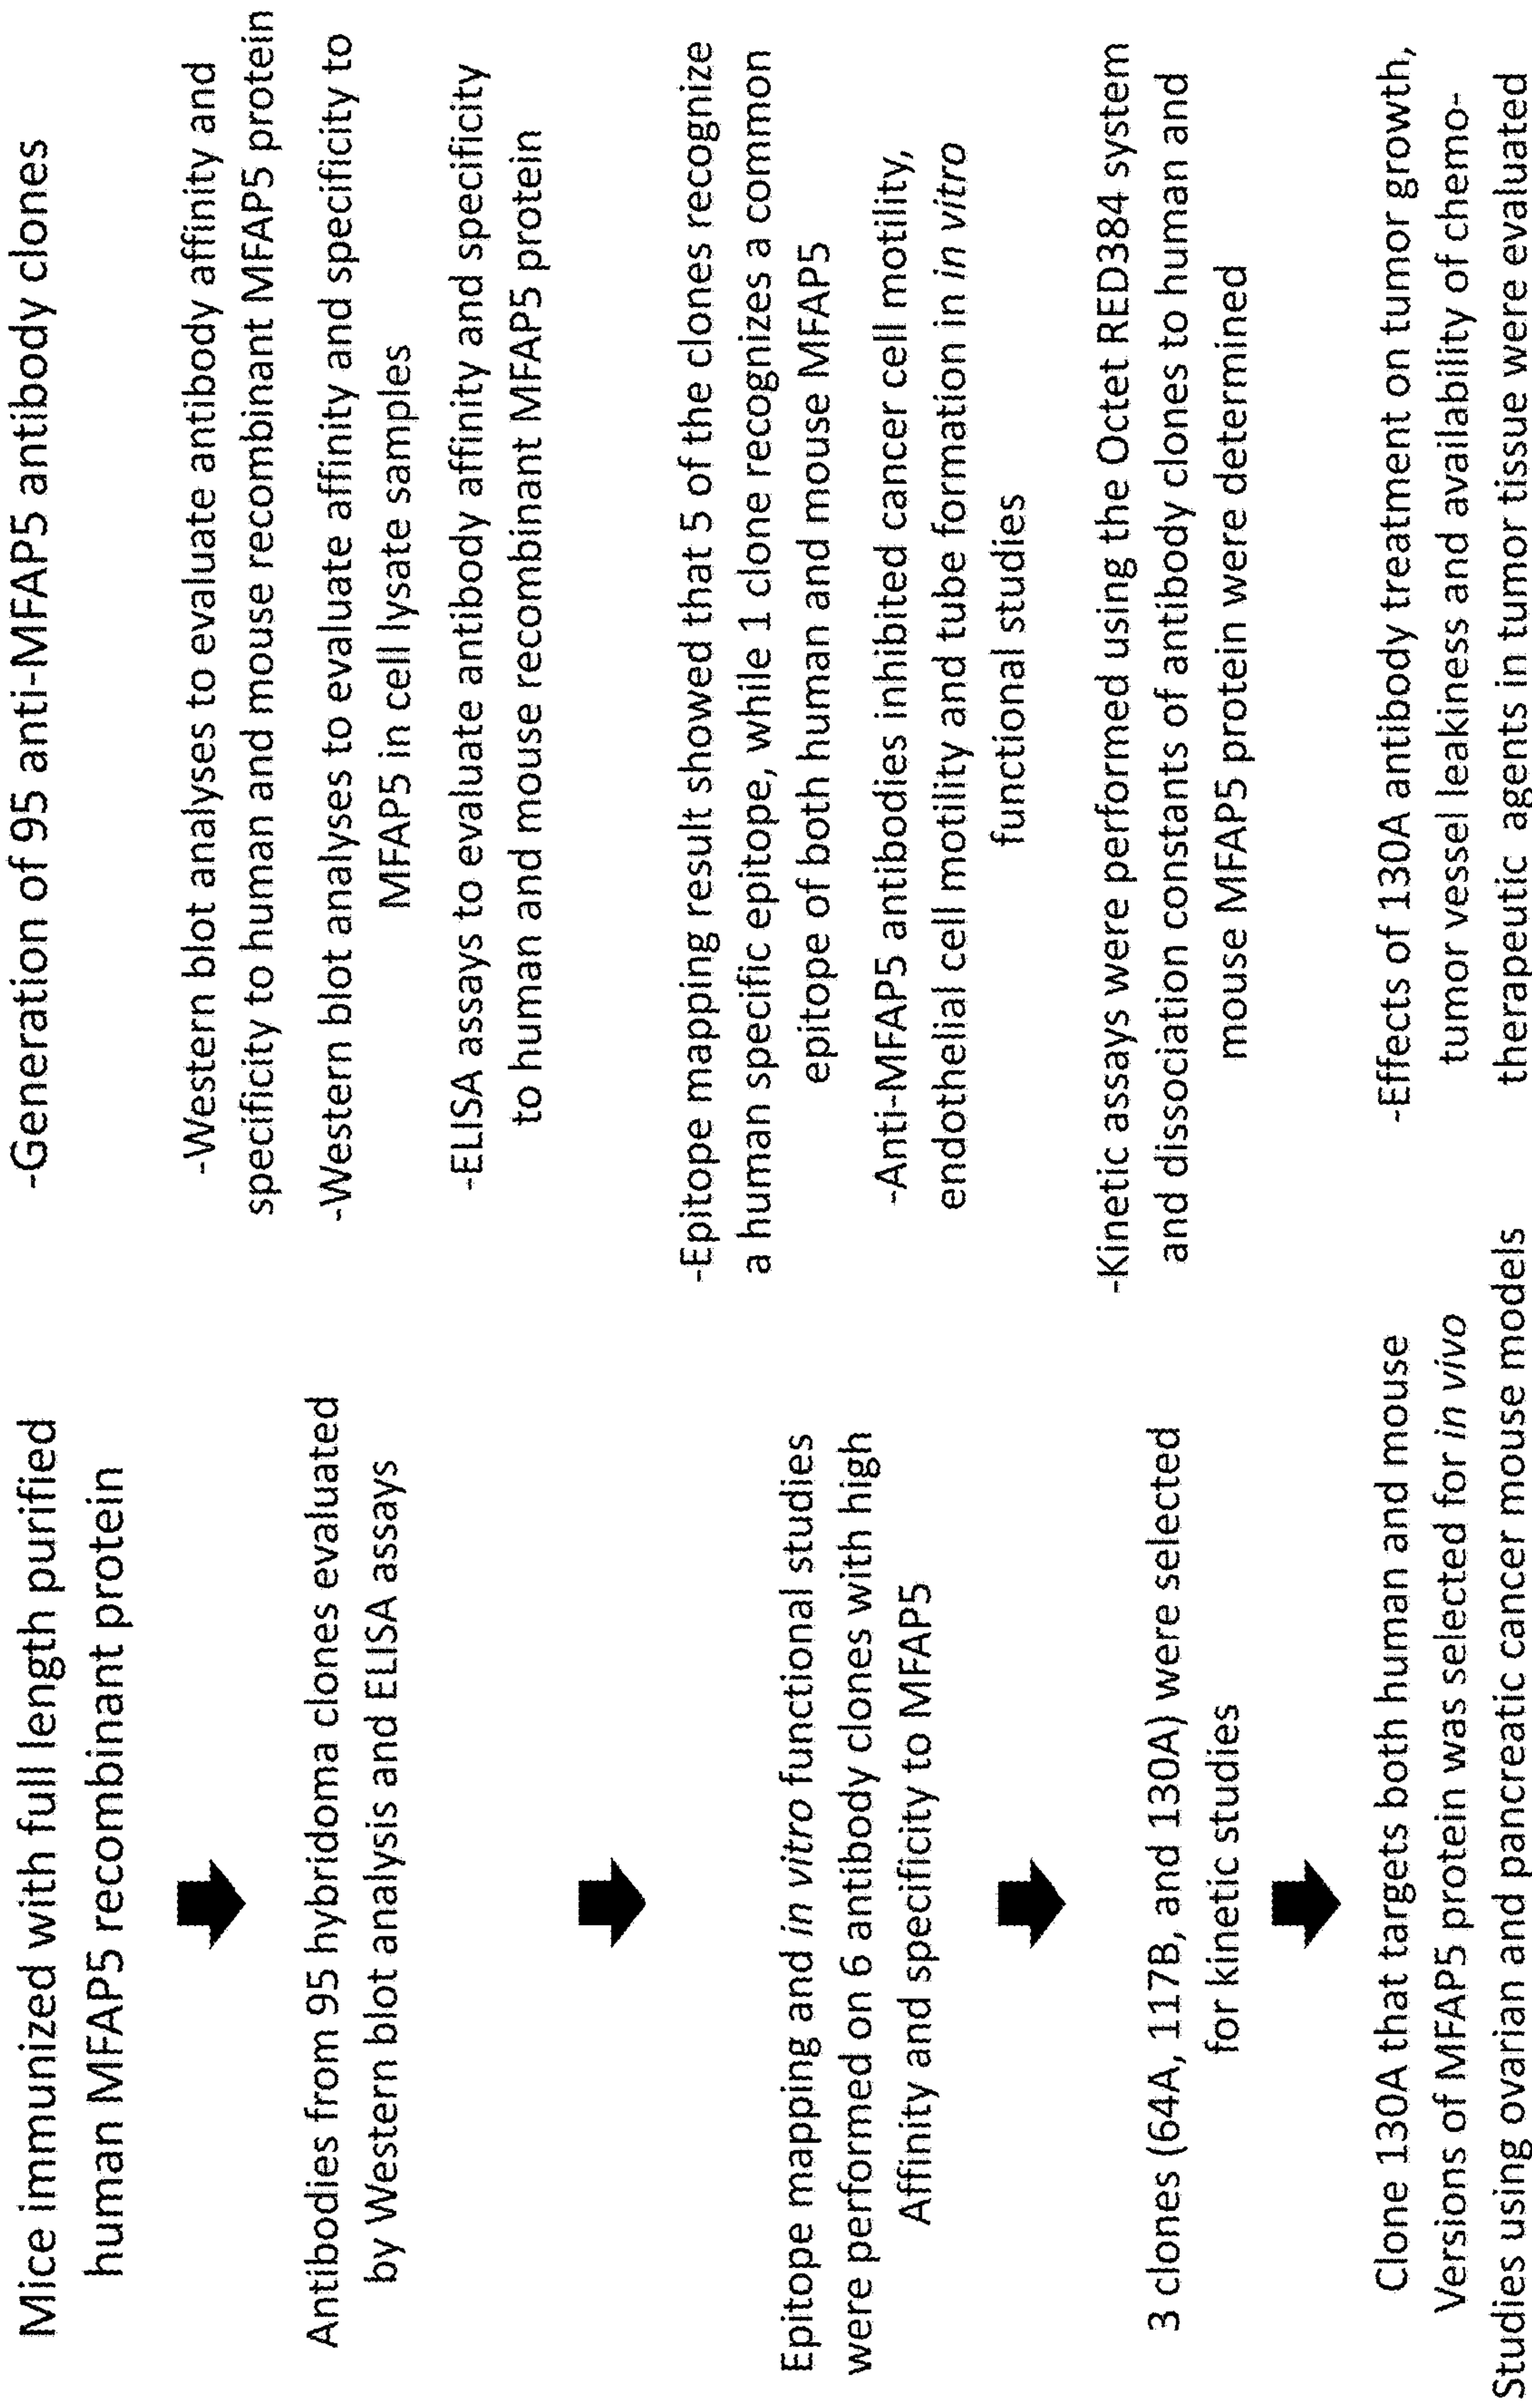 Mice immunized with full length purified
human MFAP5 recombinant protein
-Generation of 95 anti-MFAP5 antibody clones
Antibodies from 95 hybridoma clones evaluated
by Western blot analysis and ELISA assays
-Western blot analyses to evaluate antibody affinity and
specificity to human and mouse recombinant MFAP5 protein
-Western blot analyses to evaluate affinity and specificity to
MFAP5 in cell lysate samples
-ELISA assays to evaluate antibody affinity and specificity
to human and mouse recombinant MFAP5 protein
Epitope mapping and in vitro functional studies
were performed on 6 antibody clones with high
Affinity and specificity to MFAP5
-Epitope mapping result showed that 5 of the clones recognize
a human specific epitope, while 1 clone recognizes a common
epitope of both human and mouse MFAP5
-Anti-MFAP5 antibodies inhibited cancer cell motility,
endothelial cell motility and tube formation in in vitro
functional studies
3 clones (64A, 117B, and 130A) were selected
for kinetic studies
-Kinetic assays were performed using the Octet RED384 system
and dissociation constants of antibody clones to human and
mouse MFAP5 protein were determined
Clone 130A that targets both human and mouse
Versions of MFAP5 protein was selected for in vivo
Studies using ovarian and pancreatic cancer mouse models
-Effects of 130A antibody treatment on tumor growth,
tumor vessel leakiness and availability of chemo-
therapeutic agents in tumor tissue were evaluated